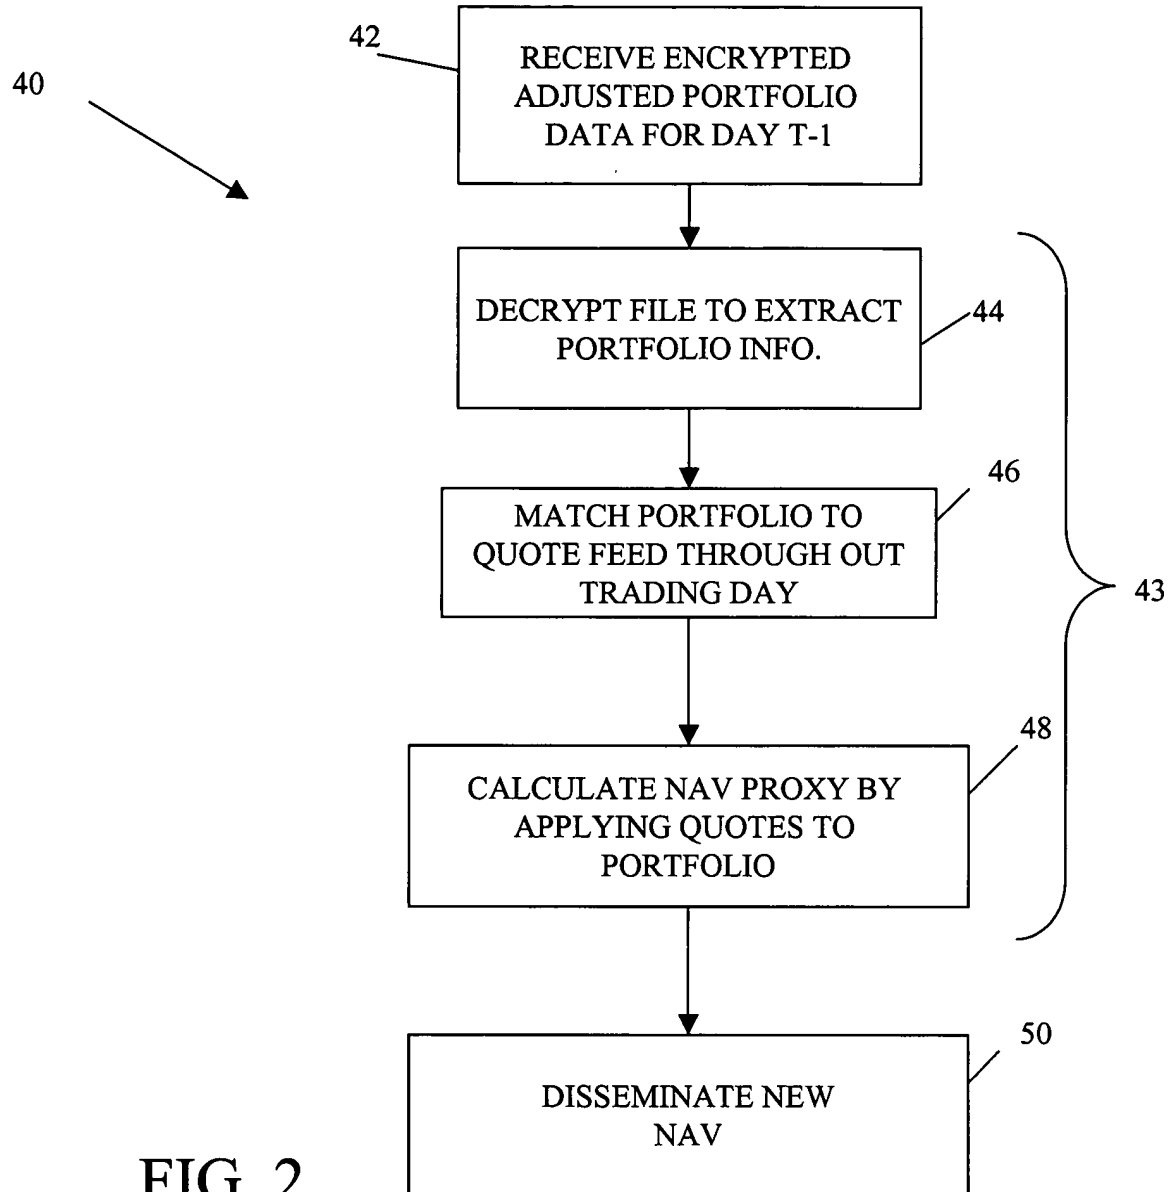 42
RECEIVE ENCRYPTED
ADJUSTED PORTFOLIO
DATA FOR DAY T-1
40
DECRYPT FILE TO EXTRACT
PORTFOLIO INFO.
44
46
MATCH PORTFOLIO TO
QUOTE FEED THROUGH OUT
TRADING DAY
43
48
CALCULATE NAV PROXY BY
APPLYING QUOTES TO
PORTFOLIO
50
DISSEMINATE NEW
NAV
FIG. 2